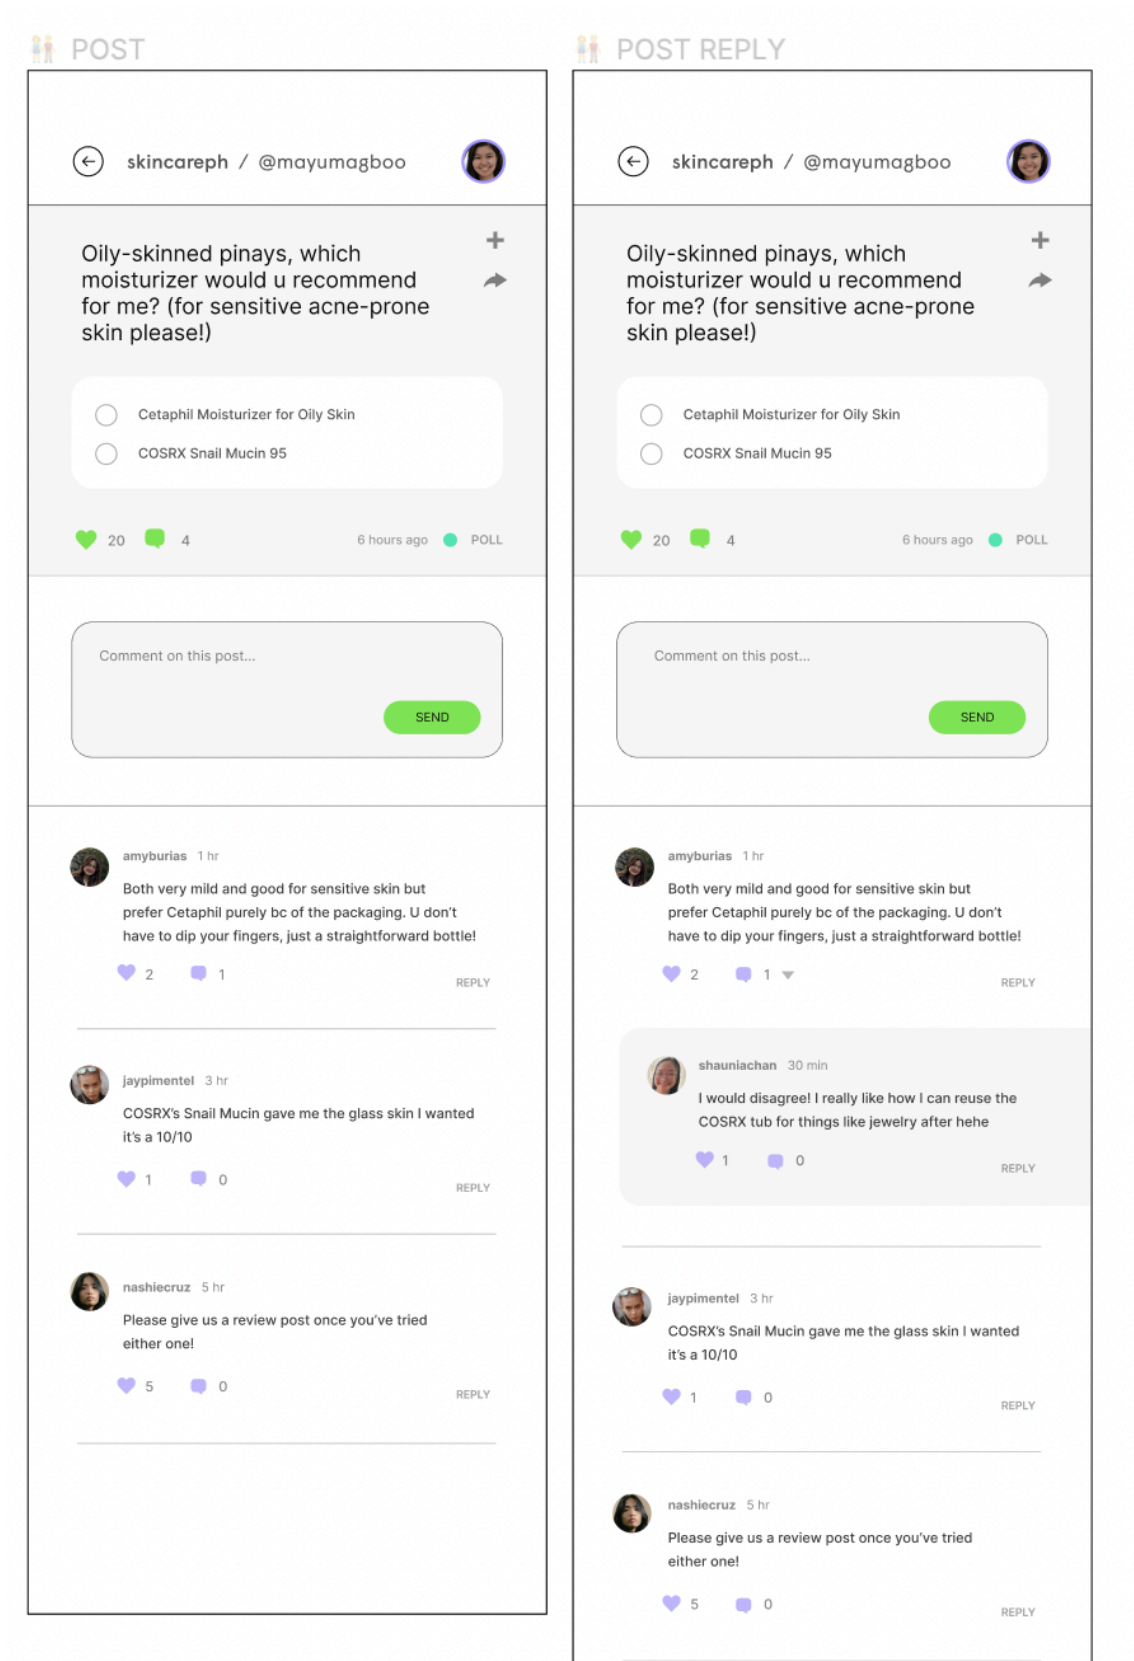 POST
skincareph / @mayumagboo
Oily-skinned pinays, which
moisturizer would u recommend
for me? (for sensitive acne-prone
skin please!)
Cetaphil Moisturizer for Oily Skin
COSRX Snail Mucin 95
20 4 6 hours ago POLL
Comment on this post...
SEND
amyburias 1 hr
Both very mild and good for sensitive skin but
prefer Cetaphil purely bc of the packaging. U don't
have to dip your fingers, just a straightforward bottle!
2 1
REPLY
jaypimentel 3 hr
COSRX's Snail Mucin gave me the glass skin I wanted
it's a 10/10
1 0
REPLY
nashiecruz 5 hr
Please give us a review post once you've tried
either one!
5 0
REPLY
POST REPLY
skincareph / @mayumagboo
Oily-skinned pinays, which
moisturizer would u recommend
for me? (for sensitive acne-prone
skin please!)
Cetaphil Moisturizer for Oily Skin
COSRX Snail Mucin 95
20 4 6 hours ago POLL
Comment on this post...
SEND
amyburias 1 hr
Both very mild and good for sensitive skin but
prefer Cetaphil purely bc of the packaging. U don't
have to dip your fingers, just a straightforward bottle!
2 1
REPLY
shauniachan 30 min
I would disagree! I really like how I can reuse the
COSRX tub for things like jewelry after hehe
1 0
REPLY
jaypimentel 3 hr
COSRX's Snail Mucin gave me the glass skin I wanted
it's a 10/10
1 0
REPLY
nashiecruz 5 hr
Please give us a review post once you've tried
either one!
5 0
REPLY